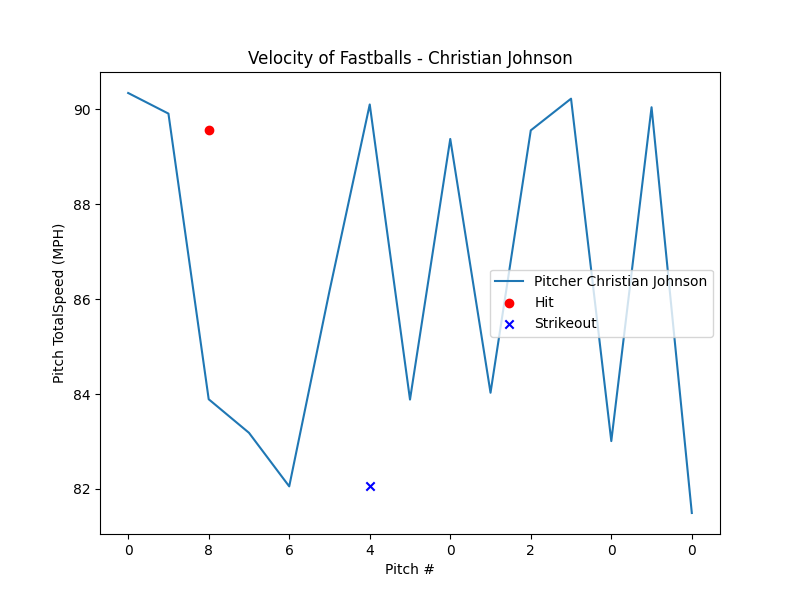 Velocity of Fastballs - Christian Johnson
Pitch TotalSpeed (MPH)
90
88
86
84
82
Pitcher Christian Johnson
Hit
Strikeout
0 8 6 4 0 2 0 0
Pitch #